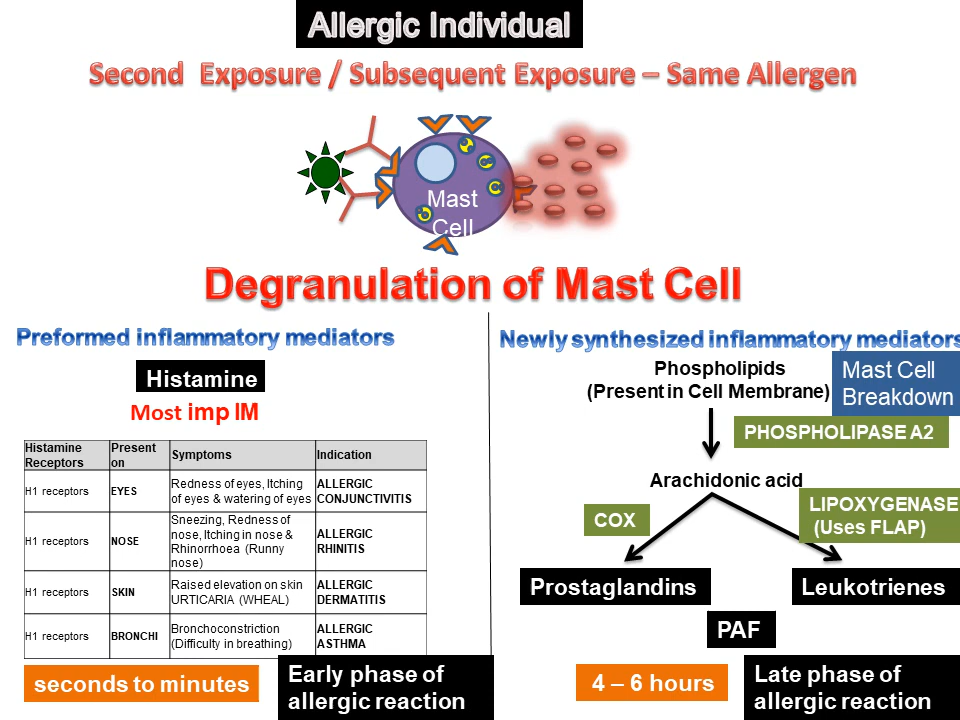 Allergic Individual
Second Exposure / Subsequent Exposure – Same Allergen
Mast
Cell
Degranulation of Mast Cell
Preformed inflammatory mediators
Histamine
Most imp IM
Histamine Receptors | Present on | Symptoms | Indication
H1 receptors | EYES | Redness of eyes, Itching of eyes & watering of eyes | ALLERGIC CONJUNCTIVITIS
H1 receptors | NOSE | Sneezing, Redness of nose, Itching in nose & Rhinorrhoea (Runny nose) | ALLERGIC RHINITIS
H1 receptors | SKIN | Raised elevation on skin URTICARIA (WHEAL) | ALLERGIC DERMATITIS
H1 receptors | BRONCHI | Bronchoconstriction (Difficulty in breathing) | ALLERGIC ASTHMA
seconds to minutes
Early phase of
allergic reaction
Newly synthesized inflammatory mediators
Phospholipids
(Present in Cell Membrane)
Mast Cell
Breakdown
PHOSPHOLIPASE A2
Arachidonic acid
COX
LIPOXYGENASE
(Uses FLAP)
Prostaglandins
Leukotrienes
PAF
4 – 6 hours
Late phase of
allergic reaction